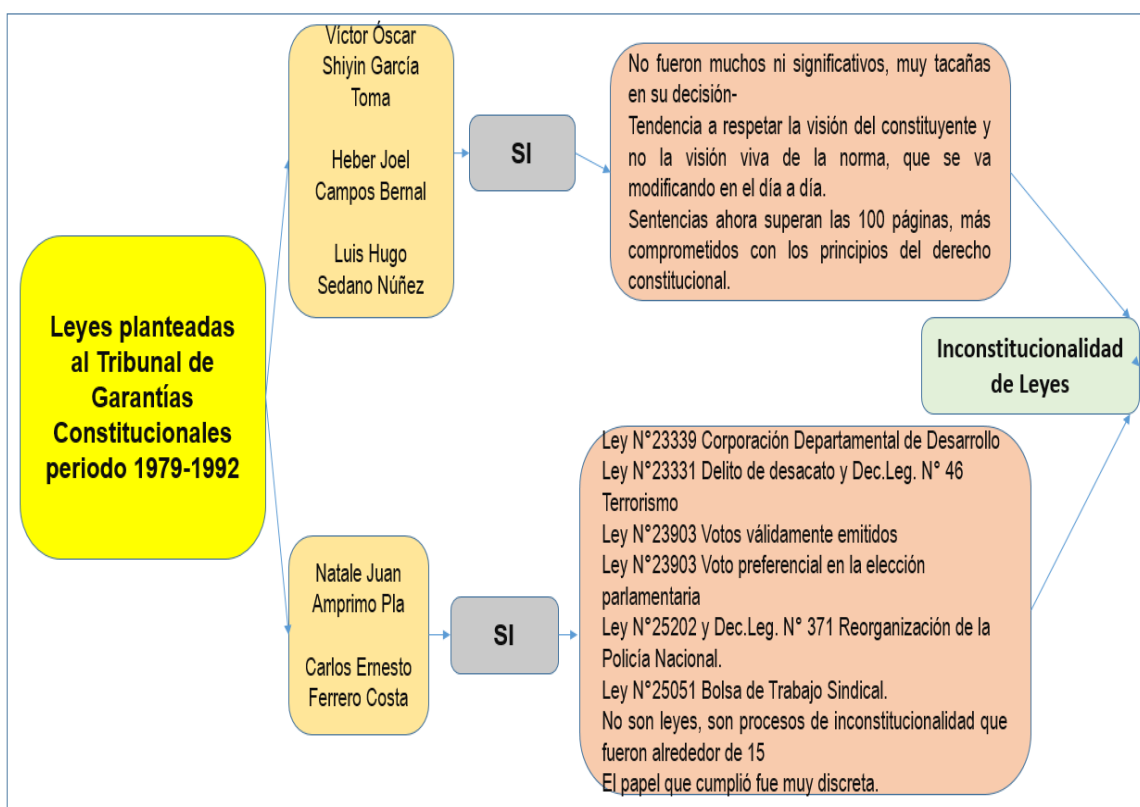 Leyes planteadas
al Tribunal de
Garantías
Constitucionales
periodo 1979-1992
Víctor Óscar
Shiyin García
Toma
Heber Joel
Campos Bernal
Luis Hugo
Sedano Núñez
SI
No fueron muchos ni significativos, muy tacañas
en su decisión-
Tendencia a respetar la visión del constituyente y
no la visión viva de la norma, que se va
modificando en el día a día.
Sentencias ahora superan las 100 páginas, más
comprometidos con los principios del derecho
constitucional.
Natale Juan
Amprimo Pla
Carlos Ernesto
Ferrero Costa
SI
Ley N°23339 Corporación Departamental de Desarrollo
Ley N°23331 Delito de desacato y Dec.Leg. N° 46
Terrorismo
Ley N°23903 Votos válidamente emitidos
Ley N°23903 Voto preferencial en la elección
parlamentaria
Ley N°25202 y Dec.Leg. N° 371 Reorganización de la
Policía Nacional.
Ley N°25051 Bolsa de Trabajo Sindical.
No son leyes, son procesos de inconstitucionalidad que
fueron alrededor de 15
El papel que cumplió fue muy discreta.
Inconstitucionalidad
de Leyes